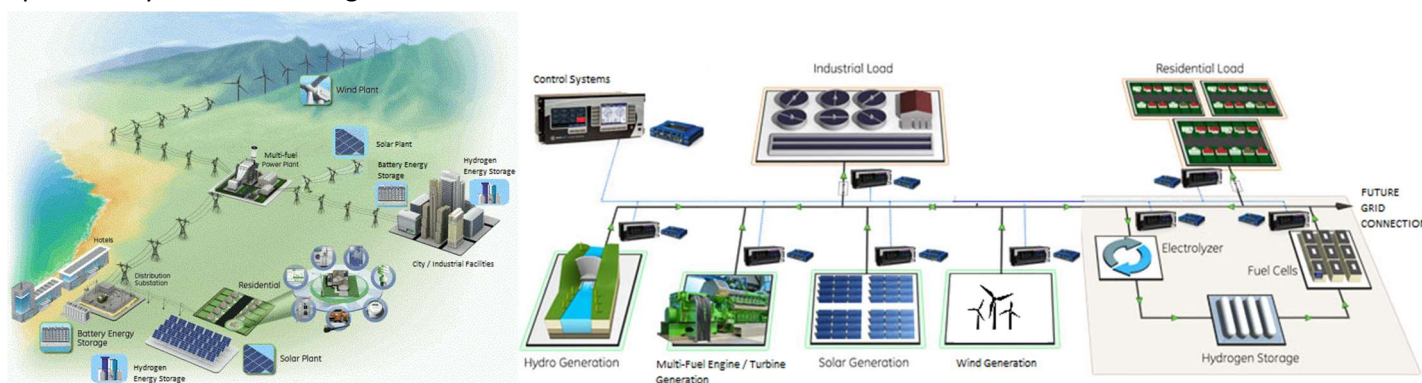 Wind Plant
Solar Plant
Multi-fuel
Power Plant
Battery Energy
Storage
Hydrogen
Energy Storage
Hotels
City / Industrial Facilities
Distribution
Substation
Residential
Battery Energy
Storage
Solar Plant
Hydrogen
Energy Storage
Control Systems
Industrial Load
Residential Load
FUTURE
GRID
CONNECTION
Electrolyzer
Fuel Cells
Hydrogen Storage
Hydro Generation
Multi-Fuel Engine / Turbine
Generation
Solar Generation
Wind Generation